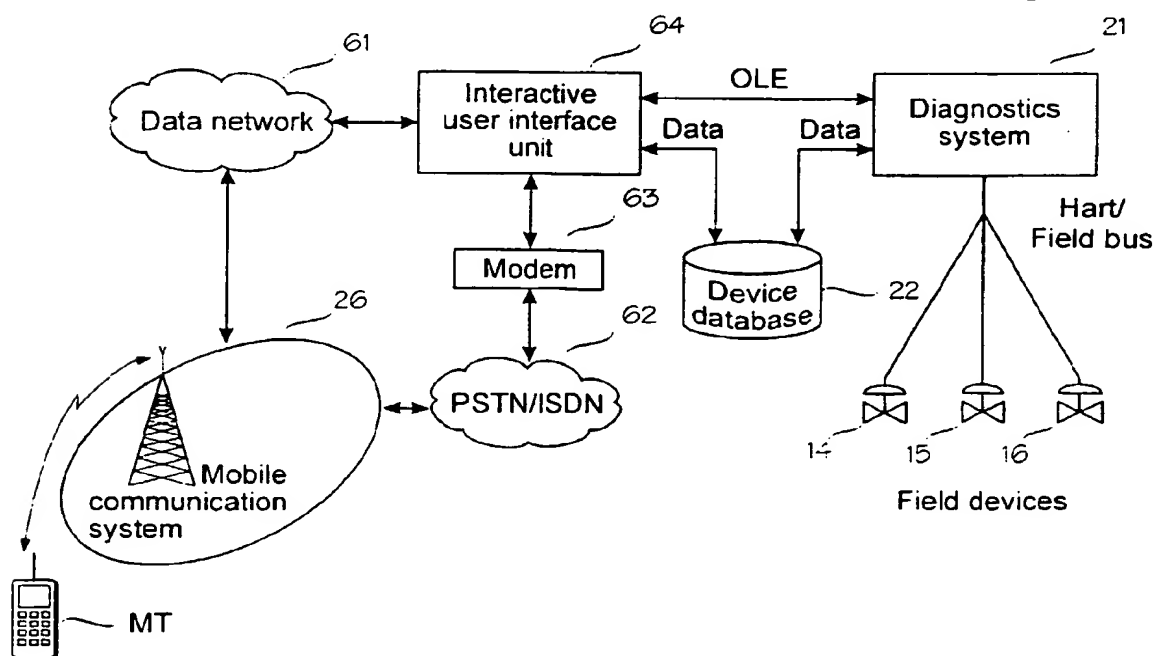 61
64
21
Data network
Interactive
user interface
unit
OLE
Data
Data
Diagnostics
system
63
Modem
Hart/
Field bus
Device
database
22
26
62
PSTN/ISDN
14
15
16
Field devices
Mobile
communication
system
MT